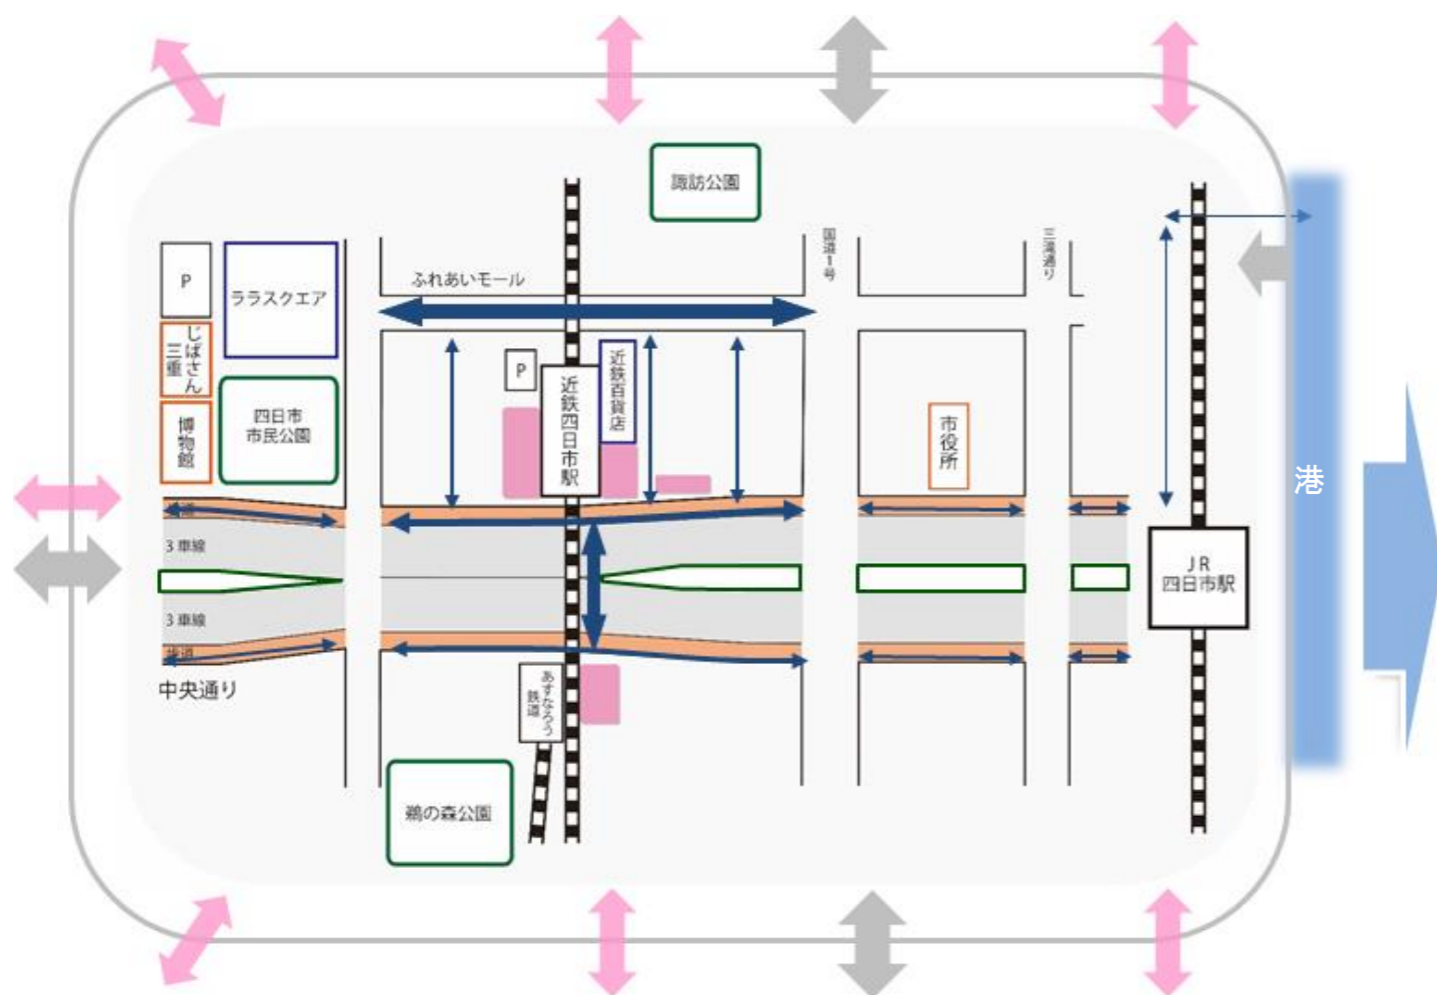 諏訪公園
国道1号
三滝通り
ふれあいモール
P
ララスクエア
じばさん
三重
博物館
四日市
市民公園
P
近鉄四日市駅
近鉄百貨店
市役所
港
3車線
3車線
歩道
中央通り
JR
四日市駅
あすなろう
鉄道
鵜の森公園